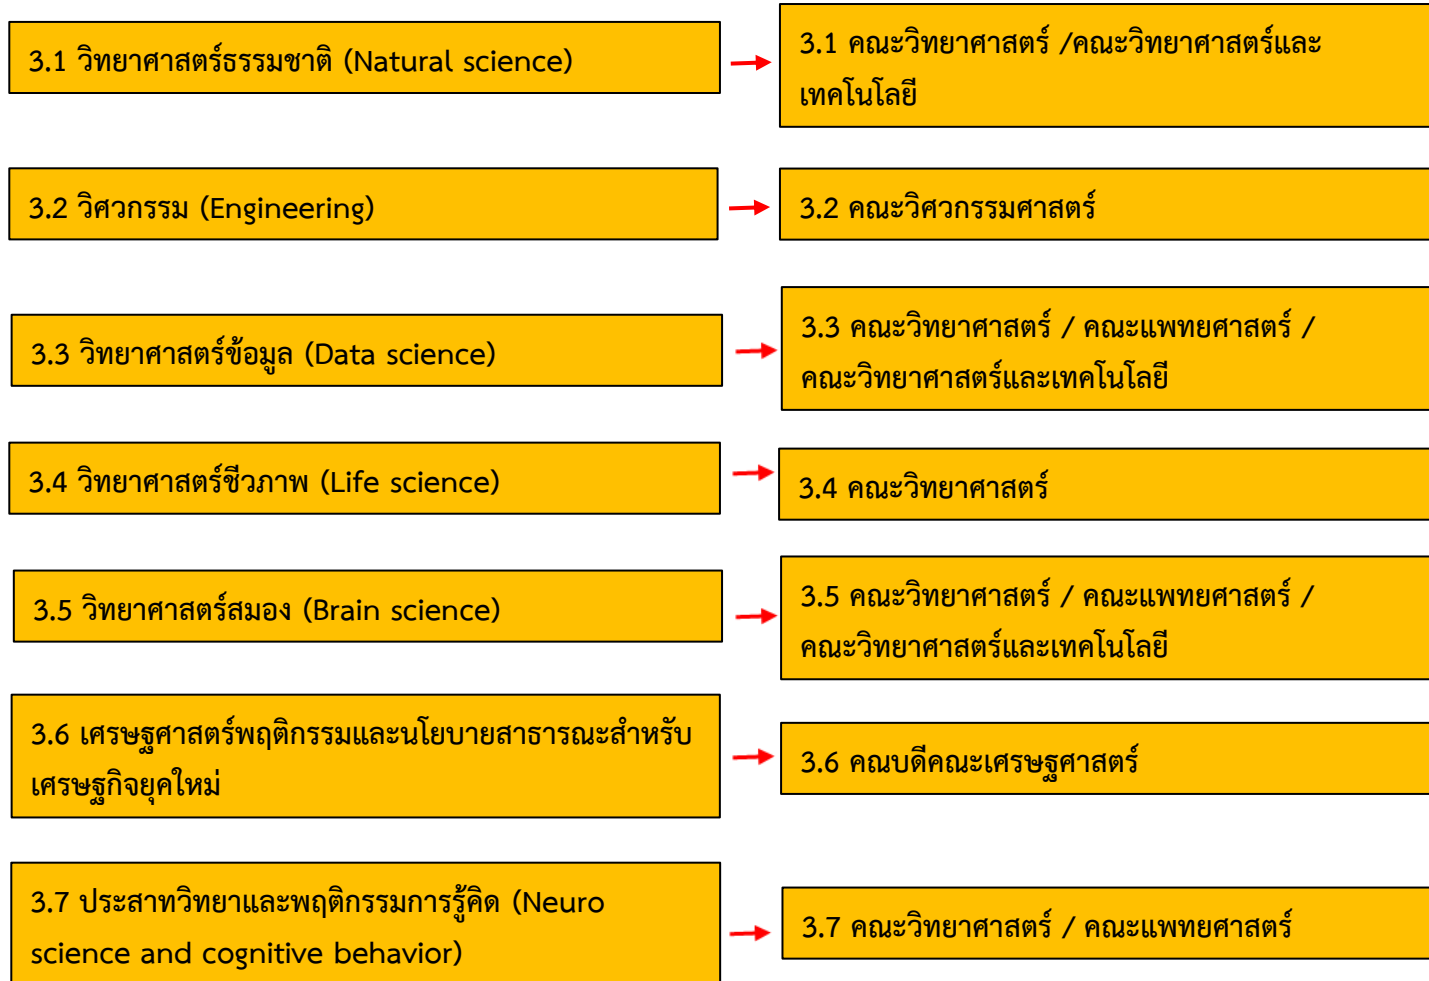 3.1 วิทยาศาสตร์ธรรมชาติ (Natural science)
3.1 คณะวิทยาศาสตร์ /คณะวิทยาศาสตร์และ
เทคโนโลยี
3.2 วิศวกรรม (Engineering)
3.2 คณะวิศวกรรมศาสตร์
3.3 วิทยาศาสตร์ข้อมูล (Data science)
3.3 คณะวิทยาศาสตร์ / คณะแพทยศาสตร์ /
คณะวิทยาศาสตร์และเทคโนโลยี
3.4 วิทยาศาสตร์ชีวภาพ (Life science)
3.4 คณะวิทยาศาสตร์
3.5 วิทยาศาสตร์สมอง (Brain science)
3.5 คณะวิทยาศาสตร์ / คณะแพทยศาสตร์ /
คณะวิทยาศาสตร์และเทคโนโลยี
3.6 เศรษฐศาสตร์พฤติกรรมและนโยบายสาธารณะสำหรับ
เศรษฐกิจยุคใหม่
3.6 คณบดีคณะเศรษฐศาสตร์
3.7 ประสาทวิทยาและพฤติกรรมการรู้คิด (Neuro
science and cognitive behavior)
3.7 คณะวิทยาศาสตร์ / คณะแพทยศาสตร์